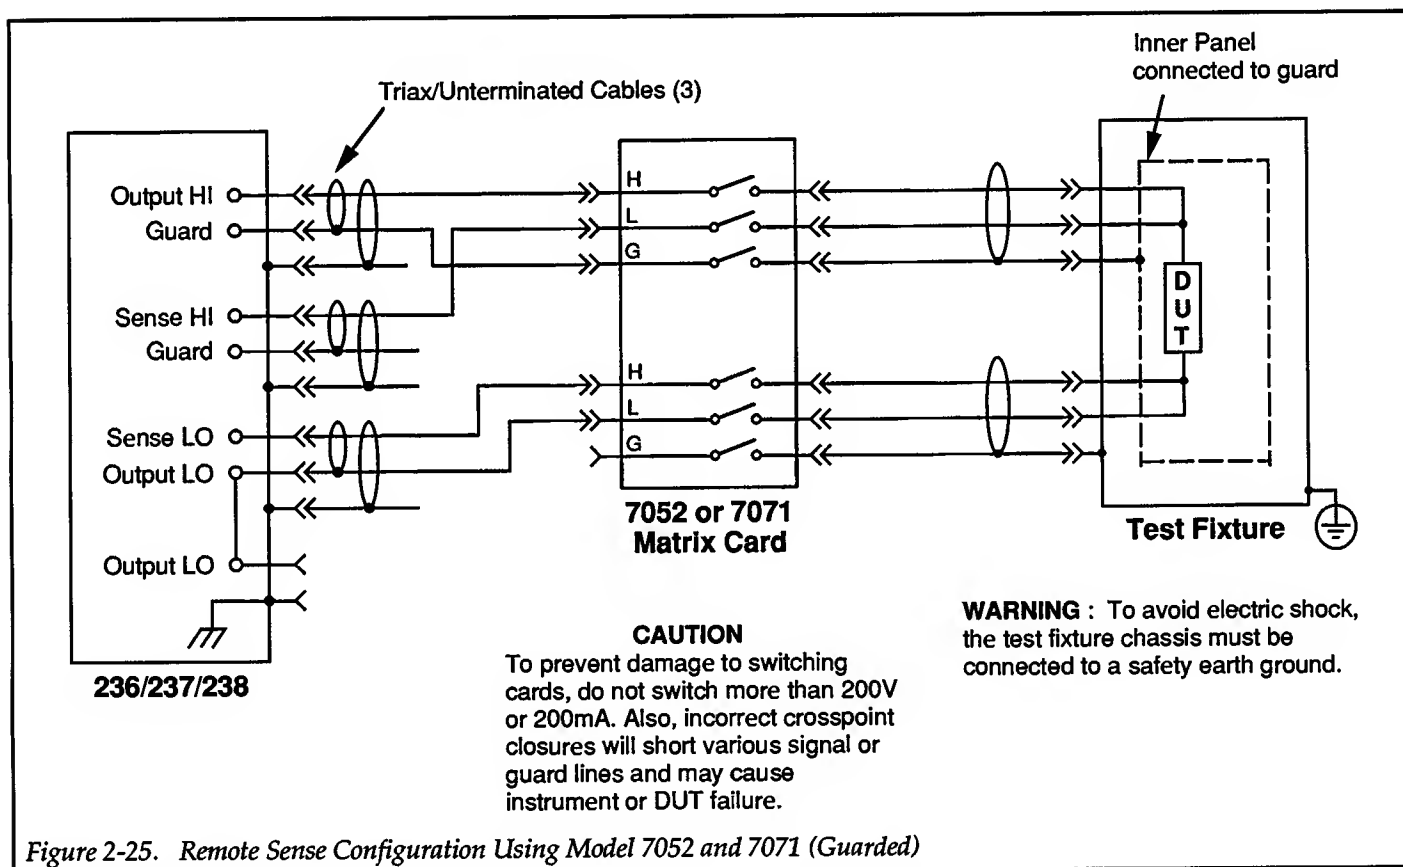 Inner Panel
connected to guard
Triax/Unterminated Cables (3)
Output HI
Guard
Sense HI
Guard
Sense LO
Output LO
Output LO
236/237/238
H
L
G
H
L
G
7052 or 7071
Matrix Card
D
U
T
Test Fixture
CAUTION
To prevent damage to switching
cards, do not switch more than 200V
or 200mA. Also, incorrect crosspoint
closures will short various signal or
guard lines and may cause
instrument or DUT failure.
WARNING : To avoid electric shock,
the test fixture chassis must be
connected to a safety earth ground.
Figure 2-25. Remote Sense Configuration Using Model 7052 and 7071 (Guarded)